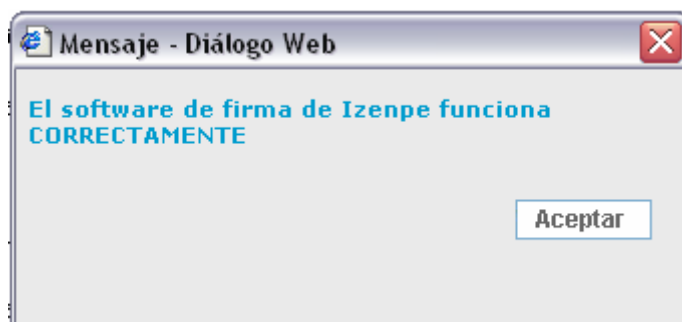 Mensaje - Diálogo Web
El software de firma de Izenpe funciona
CORRECTAMENTE
Aceptar